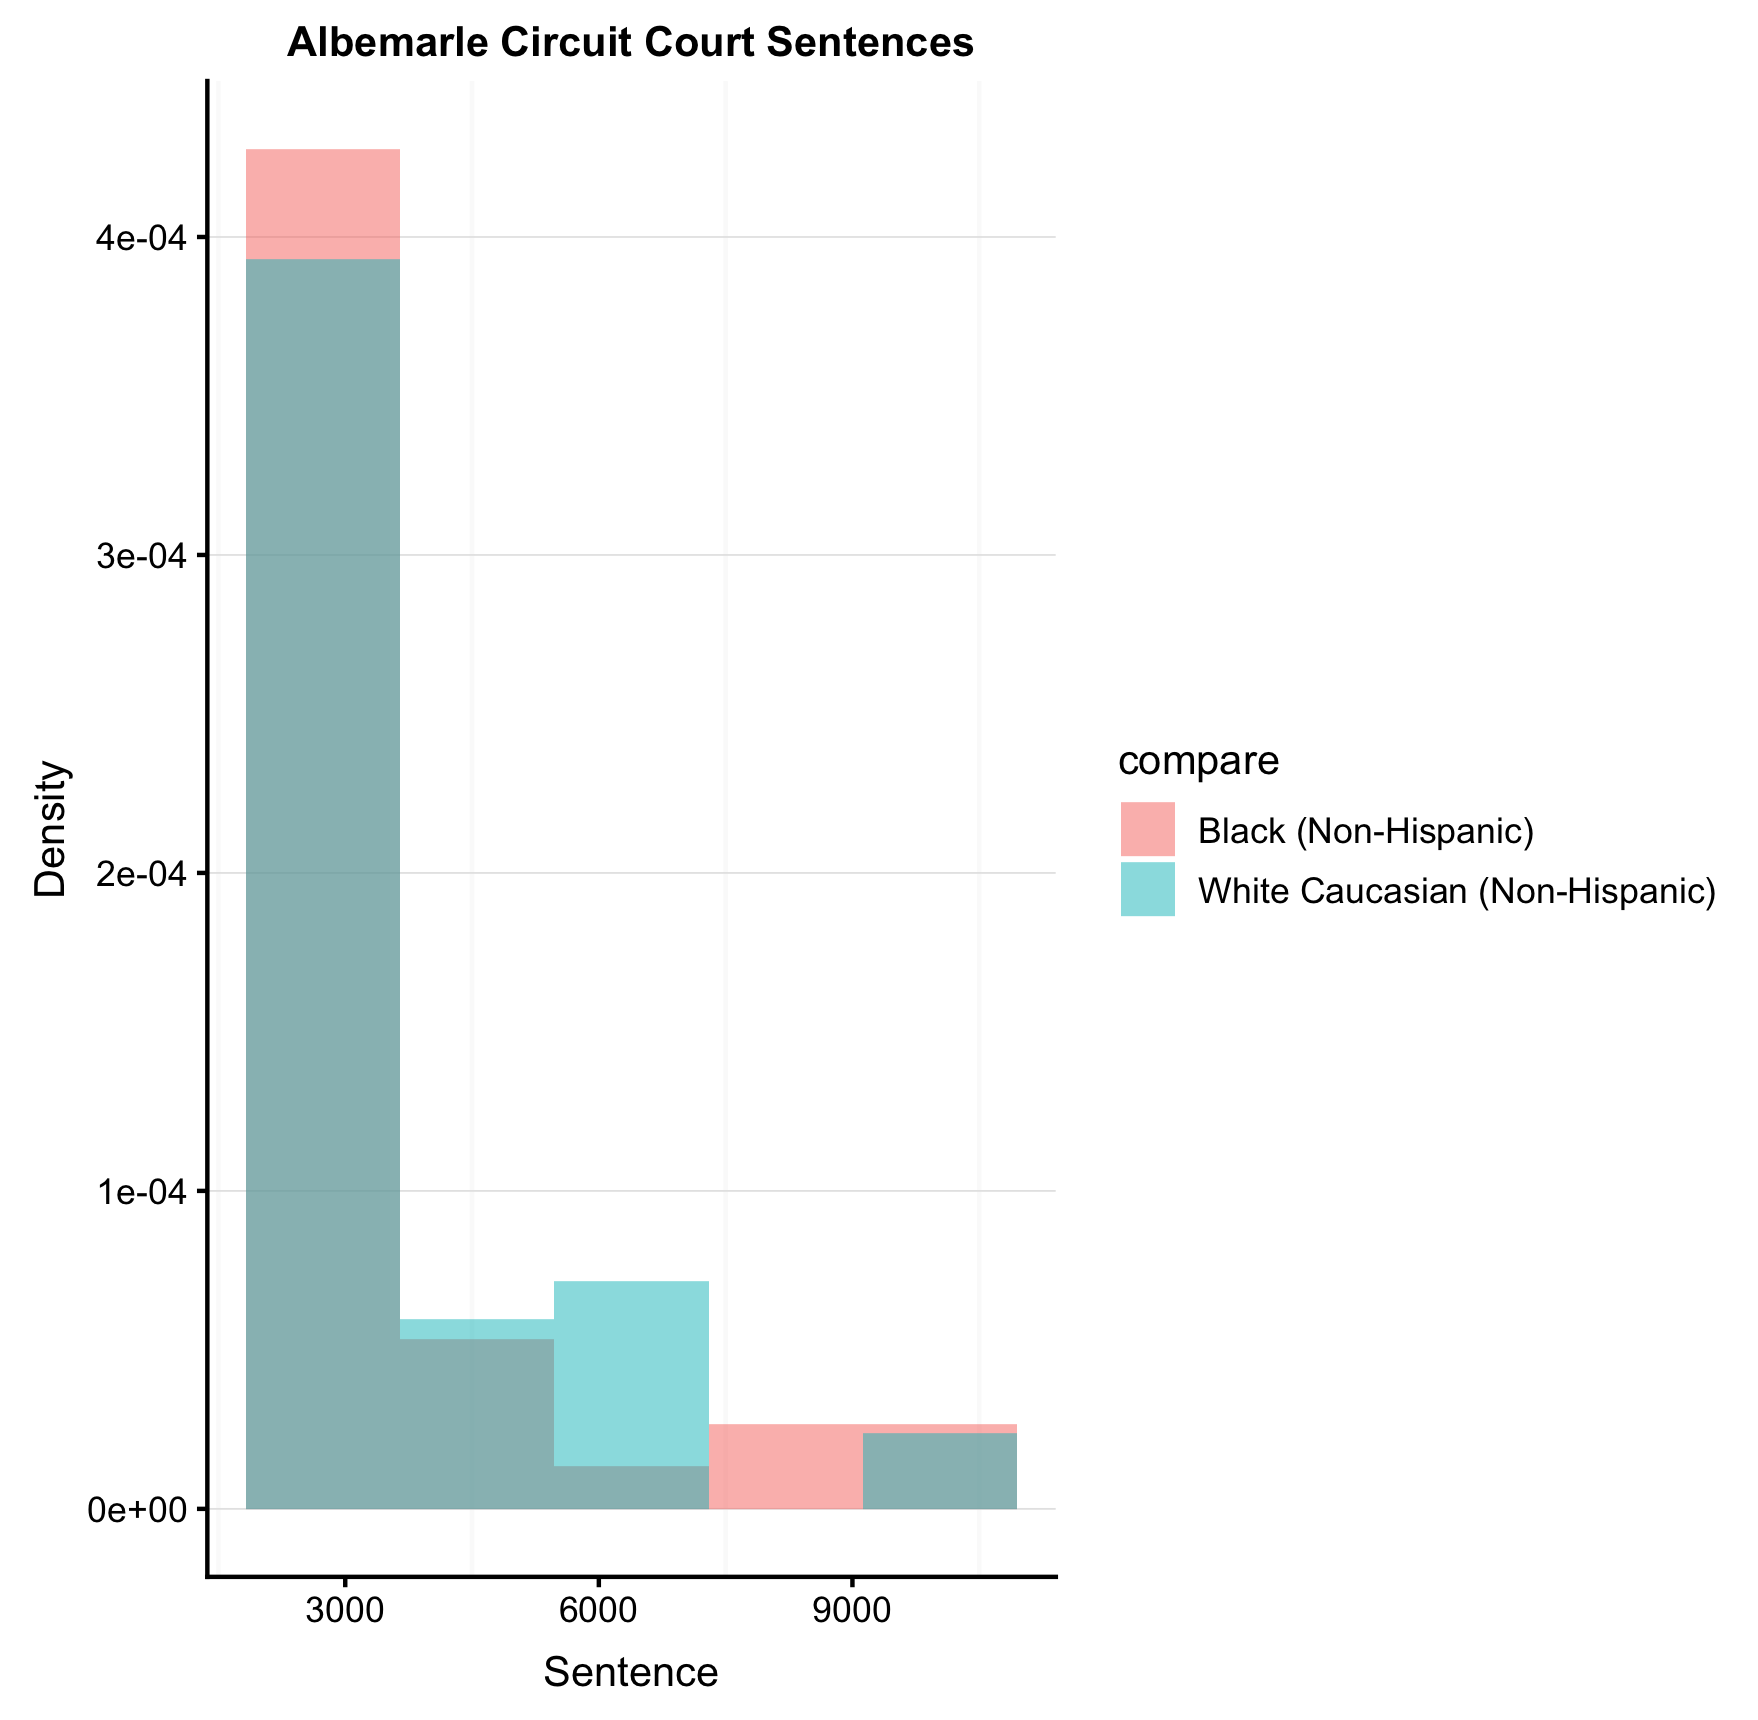 Albemarle Circuit Court Sentences
4e-04
3e-04
2e-04
1e-04
0e+00
Density
3000 6000 9000
Sentence
compare
Black (Non-Hispanic)
White Caucasian (Non-Hispanic)